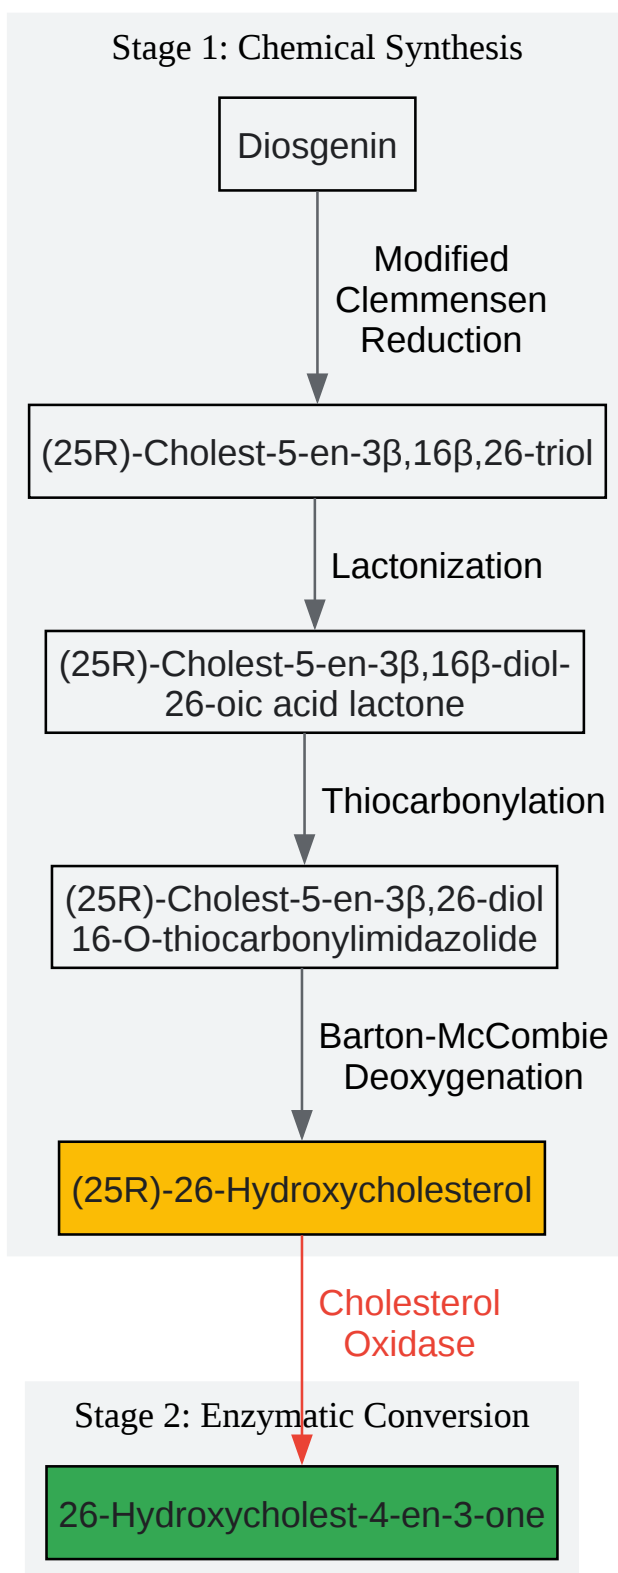 Stage 1: Chemical Synthesis
Diosgenin
Modified
Clemmensen
Reduction
(25R)-Cholest-5-en-3β,16β,26-triol
Lactonization
(25R)-Cholest-5-en-3β,16β-diol-
26-oic acid lactone
Thiocarbonylation
(25R)-Cholest-5-en-3β,26-diol
16-O-thiocarbonylimidazolide
Barton-McCombie
Deoxygenation
(25R)-26-Hydroxycholesterol
Cholesterol
Oxidase
Stage 2: Enzymatic Conversion
26-Hydroxycholest-4-en-3-one